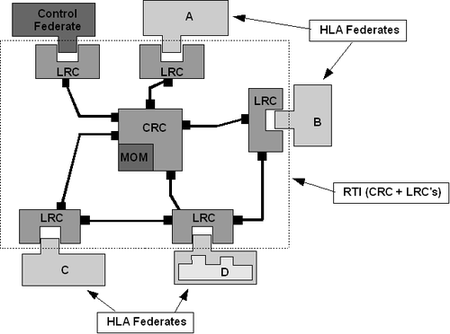 Control
Federate
A
HLA Federates
LRC
LRC
LRC
CRC
B
MOM
RTI (CRC + LRC's)
LRC
LRC
C
D
HLA Federates